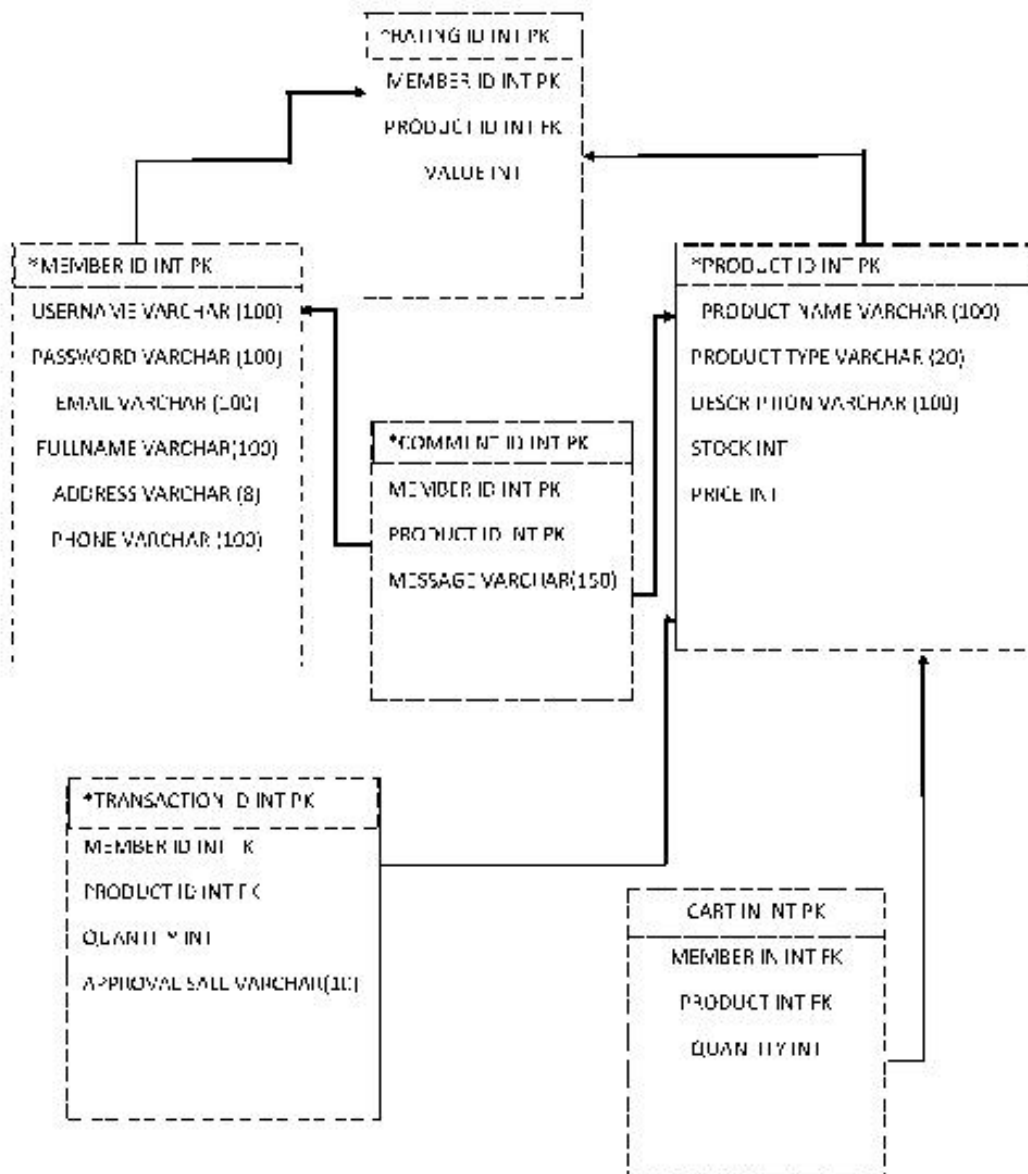 *RATING ID INT PK
MEMBER ID INT PK
PRODUCT ID INT FK
VALUE INT
*MEMBER ID INT PK
USERNAME VARCHAR (100)
PASSWORD VARCHAR (100)
EMAIL VARCHAR (100)
FULLNAME VARCHAR(100)
ADDRESS VARCHAR (8)
PHONE VARCHAR (100)
*PRODUCT ID INT PK
PRODUCT NAME VARCHAR (100)
PRODUCT TYPE VARCHAR (20)
DESCRIPTION VARCHAR (100)
STOCK INT
PRICE INT
*COMMENT ID INT PK
MEMBER ID INT PK
PRODUCT ID INT PK
MESSAGE VARCHAR(150)
*TRANSACTION ID INT PK
MEMBER ID INT
PRODUCT ID INT FK
QUANTITY INT
APPROVAL SALE VARCHAR(10)
CART IN INT PK
MEMBER IN INT FK
PRODUCT INT FK
QUANTITY INT